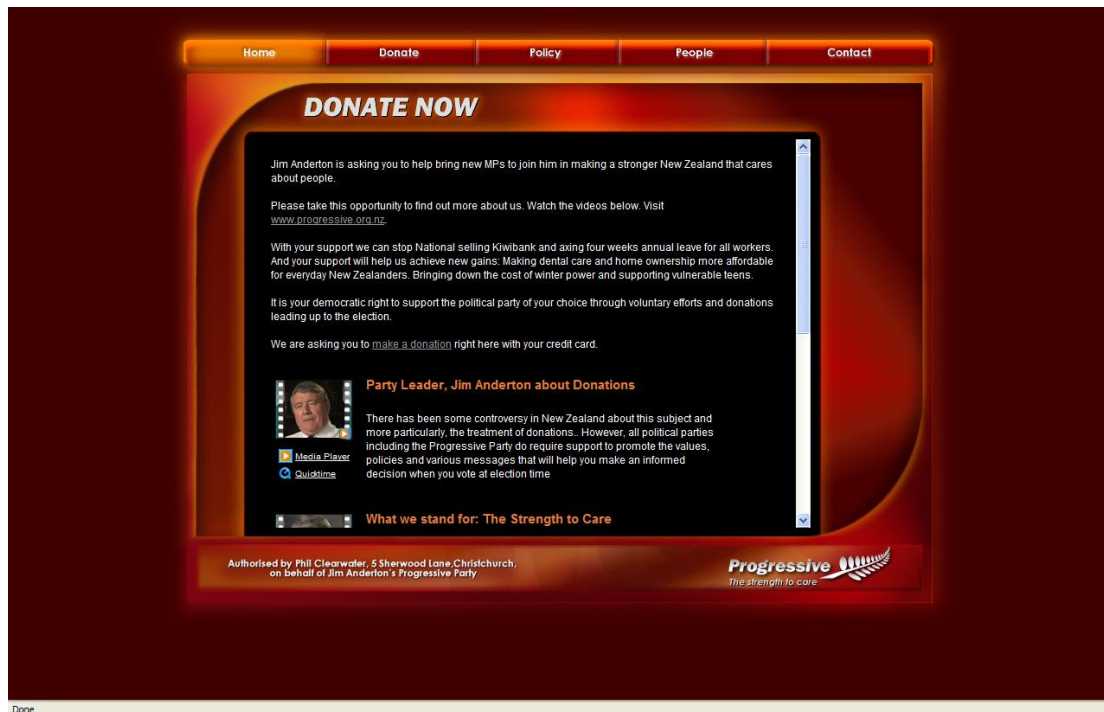 Home Donate Policy People Contact
DONATE NOW
Jim Anderton is asking you to help bring new MPs to join him in making a stronger New Zealand that cares
about people.
Please take this opportunity to find out more about us. Watch the videos below. Visit
www.progressive.org.nz.
With your support we can stop National selling Kiwibank and axing four weeks annual leave for all workers.
And your support will help us achieve new gains: Making dental care and home ownership more affordable
for everyday New Zealanders. Bringing down the cost of winter power and supporting vulnerable teens.
It is your democratic right to support the political party of your choice through voluntary efforts and donations
leading up to the election.
We are asking you to make a donation right here with your credit card.
Party Leader, Jim Anderton about Donations
There has been some controversy in New Zealand about this subject and
more particularly, the treatment of donations.. However, all political parties
including the Progressive Party do require support to promote the values,
policies and various messages that will help you make an informed
decision when you vote at election time
Media Player
Quicktime
What we stand for: The Strength to Care
Authorised by Phil Clearwater, 5 Sherwood Lane,Christchurch,
on behalf of Jim Anderton's Progressive Party
Progressive
The strength to care
Done